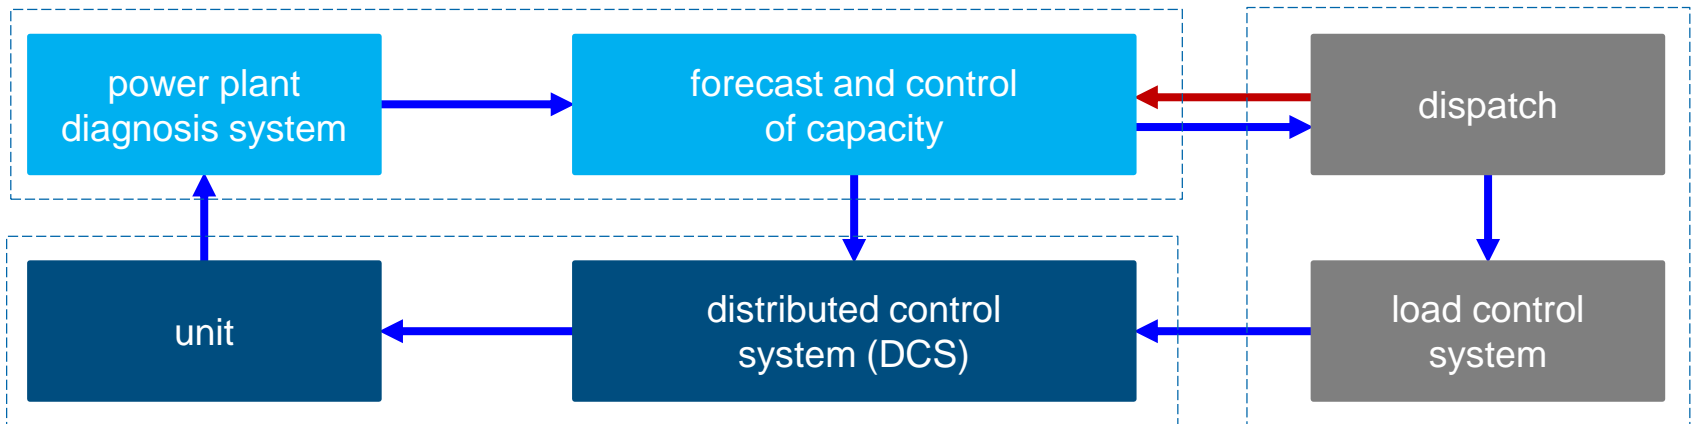 power plant
diagnosis system
forecast and control
of capacity
dispatch
unit
distributed control
system (DCS)
load control
system